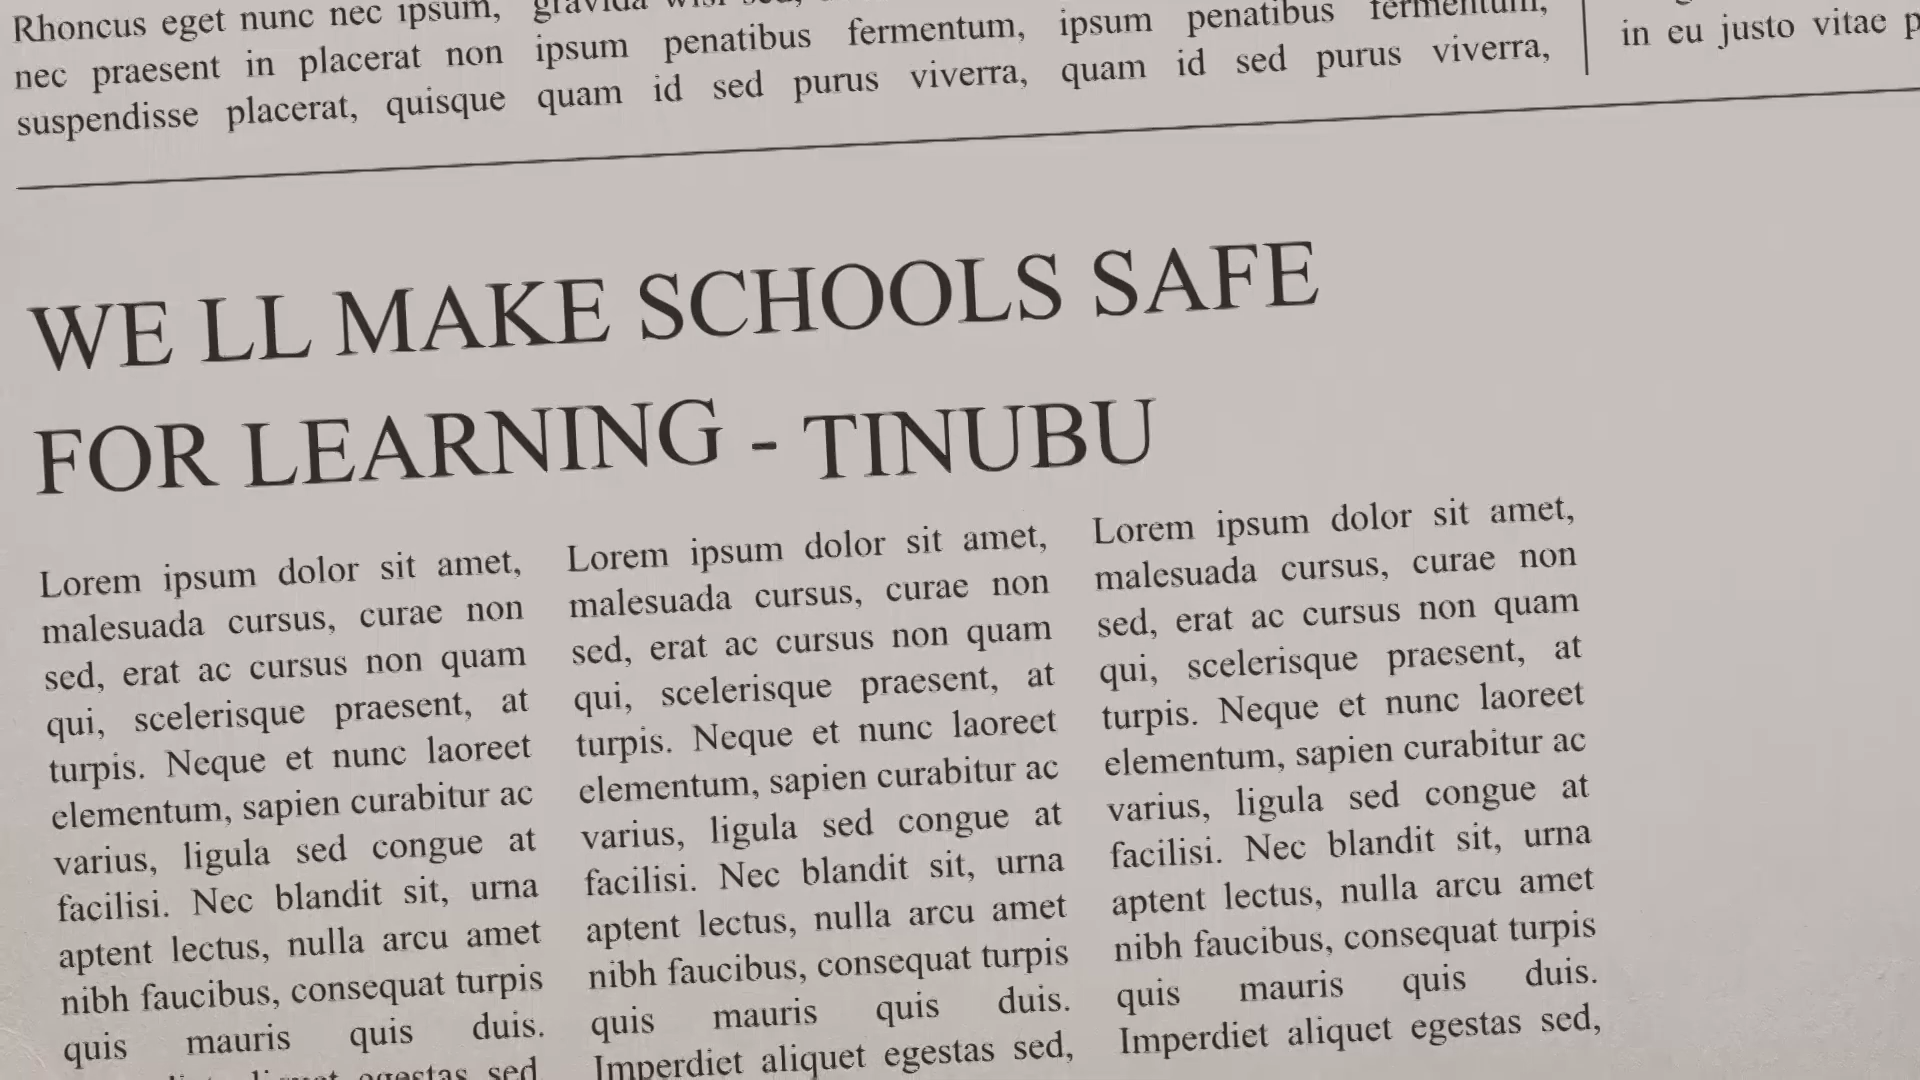 Rhoncus eget nunc nec ipsum,
nec praesent in placerat non
suspendisse placerat, quisque
ipsum penatibus fermentum,
quam id sed purus viverra,
ipsum penatibus fermentum,
quam id sed purus viverra,
in eu justo vitae
WE LL MAKE SCHOOLS SAFE
FOR LEARNING - TINUBU
Lorem ipsum dolor sit amet,
malesuada cursus, curae non
sed, erat ac cursus non quam
qui, scelerisque praesent, at
turpis. Neque et nunc laoreet
elementum, sapien curabitur ac
varius, ligula sed congue at
facilisi. Nec blandit sit, urna
aptent lectus, nulla arcu amet
nibh faucibus, consequat turpis
quis mauris quis duis.
egestas sed,
Lorem ipsum dolor sit amet,
malesuada cursus, curae non
sed, erat ac cursus non quam
qui, scelerisque praesent, at
turpis. Neque et nunc laoreet
elementum, sapien curabitur ac
varius, ligula sed congue at
facilisi. Nec blandit sit, urna
aptent lectus, nulla arcu amet
nibh faucibus, consequat turpis
quis mauris quis duis.
Imperdiet aliquet egestas sed,
Lorem ipsum dolor sit amet,
malesuada cursus, curae non
sed, erat ac cursus non quam
qui, scelerisque praesent, at
turpis. Neque et nunc laoreet
elementum, sapien curabitur ac
varius, ligula sed congue at
facilisi. Nec blandit sit, urna
aptent lectus, nulla arcu amet
nibh faucibus, consequat turpis
quis mauris quis duis.
Imperdiet aliquet egestas sed,